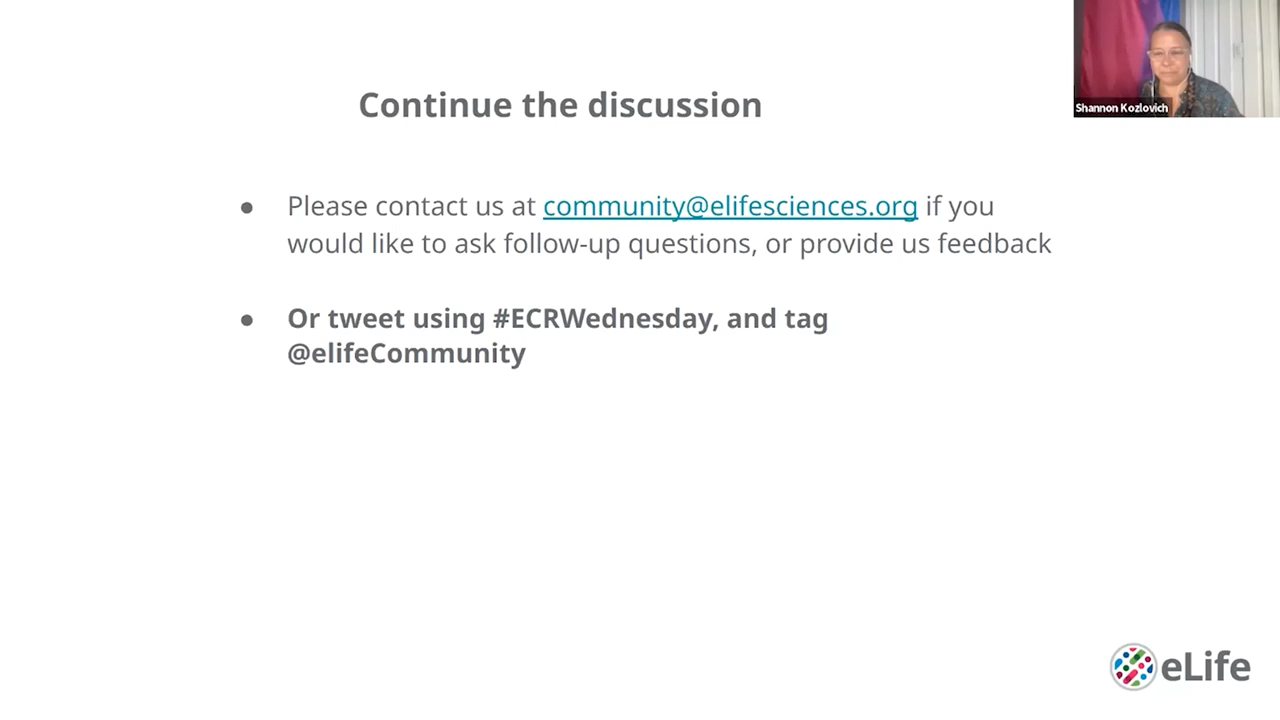 Continue the discussion
Shannon Kozlovich
● Please contact us at community@elifesciences.org if you
would like to ask follow-up questions, or provide us feedback
● Or tweet using #ECRWednesday, and tag
@elifeCommunity
eLife